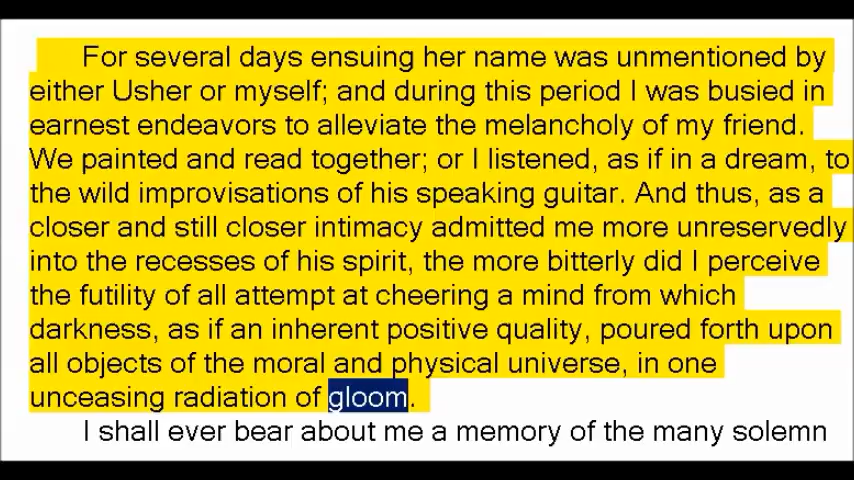 For several days ensuing her name was unmentioned by
either Usher or myself; and during this period I was busied in
earnest endeavors to alleviate the melancholy of my friend.
We painted and read together; or I listened, as if in a dream, to
the wild improvisations of his speaking guitar. And thus, as a
closer and still closer intimacy admitted me more unreservedly
into the recesses of his spirit, the more bitterly did I perceive
the futility of all attempt at cheering a mind from which
darkness, as if an inherent positive quality, poured forth upon
all objects of the moral and physical universe, in one
unceasing radiation of gloom.
I shall ever bear about me a memory of the many solemn